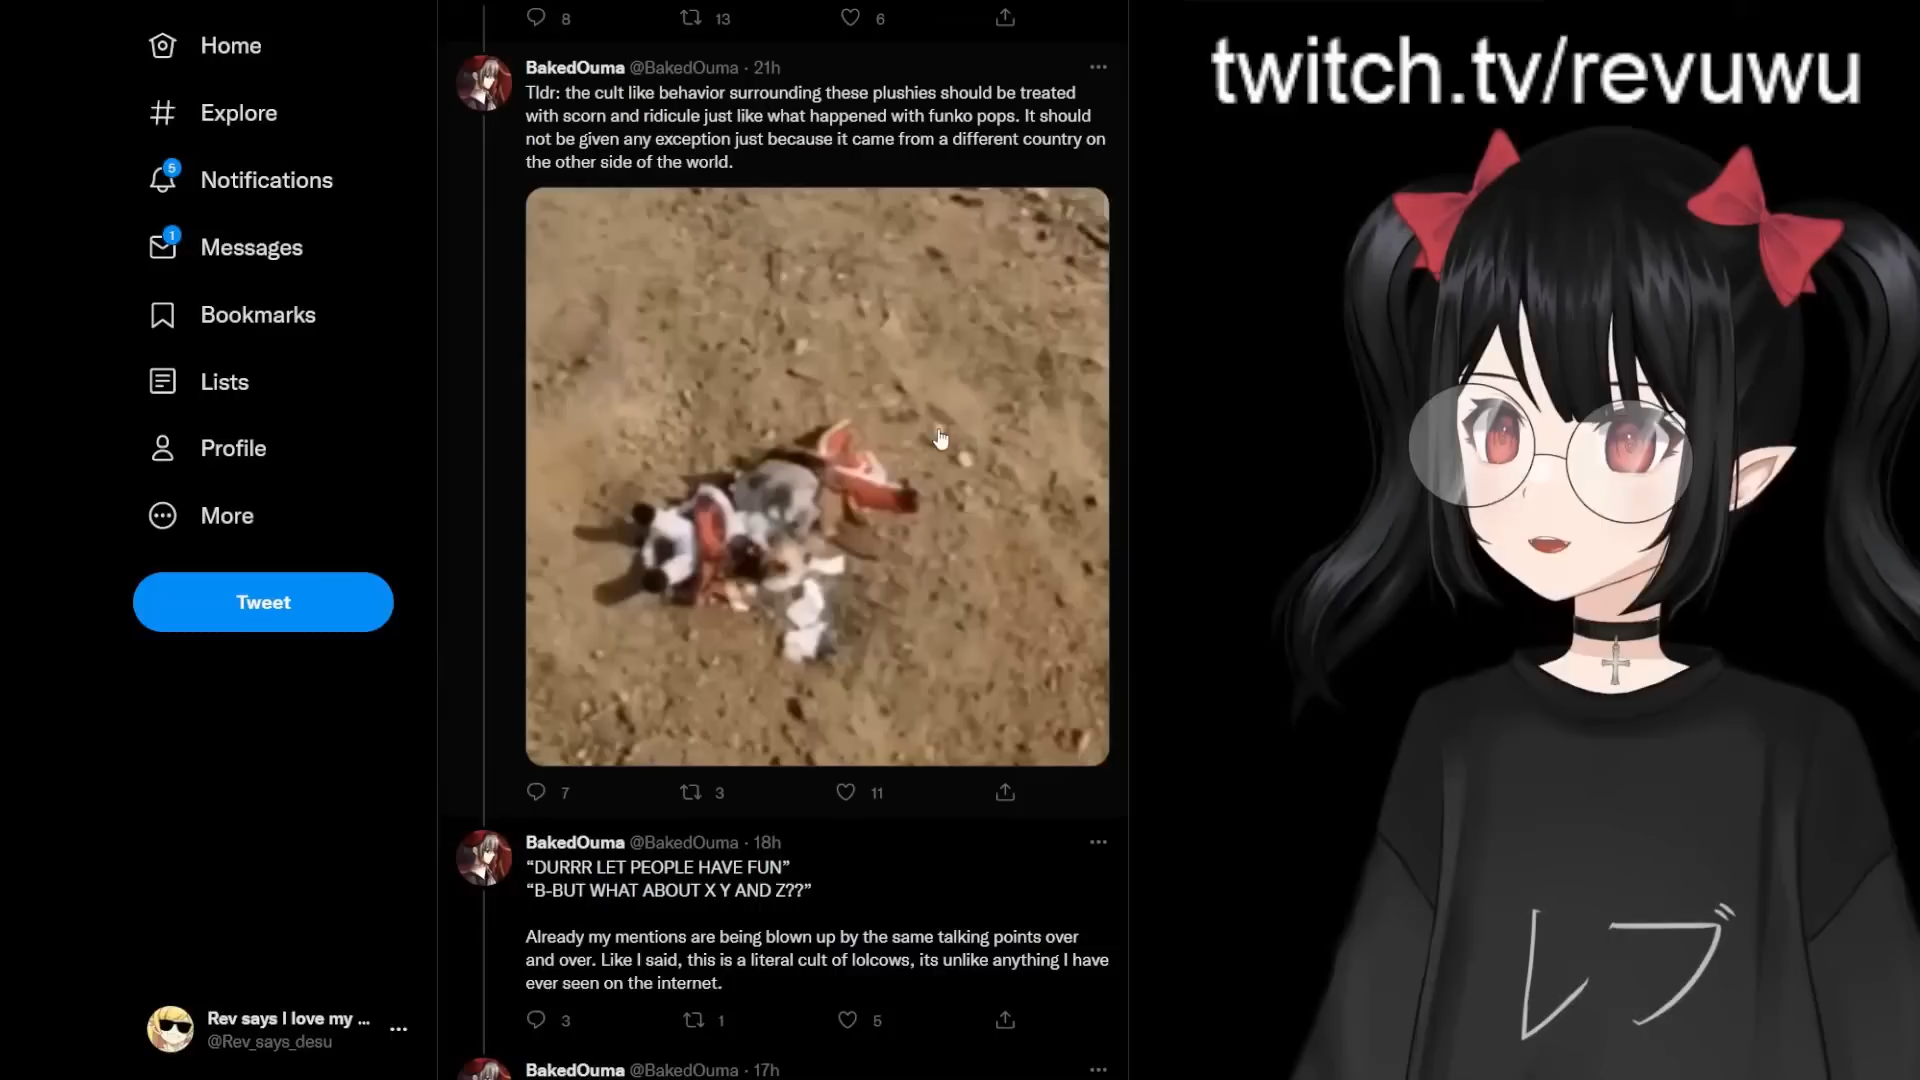 8 13 6
Home
Explore
5
Notifications
1
Messages
Bookmarks
Lists
Profile
More
Tweet
Rev says I love my ...
@Rev_says_desu
BakedOuma @BakedOuma · 21h
Tldr: the cult like behavior surrounding these plushies should be treated
with scorn and ridicule just like what happened with funko pops. It should
not be given any exception just because it came from a different country on
the other side of the world.
7 3 11
BakedOuma @BakedOuma · 18h
“DURRR LET PEOPLE HAVE FUN”
“B-BUT WHAT ABOUT X Y AND Z??”
Already my mentions are being blown up by the same talking points over
and over. Like I said, this is a literal cult of lolcows, its unlike anything I have
ever seen on the internet.
3 1 5
BakedOuma @BakedOuma · 17h
twitch.tv/revuwu
レブ